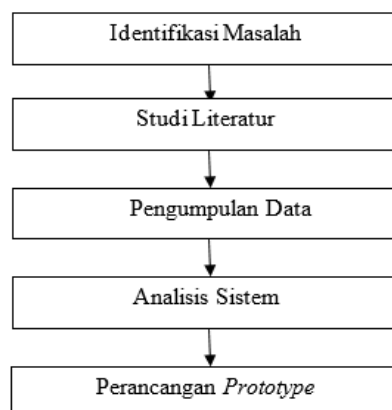 Identifikasi Masalah
Studi Literatur
Pengumpulan Data
Analisis Sistem
Perancangan Prototype